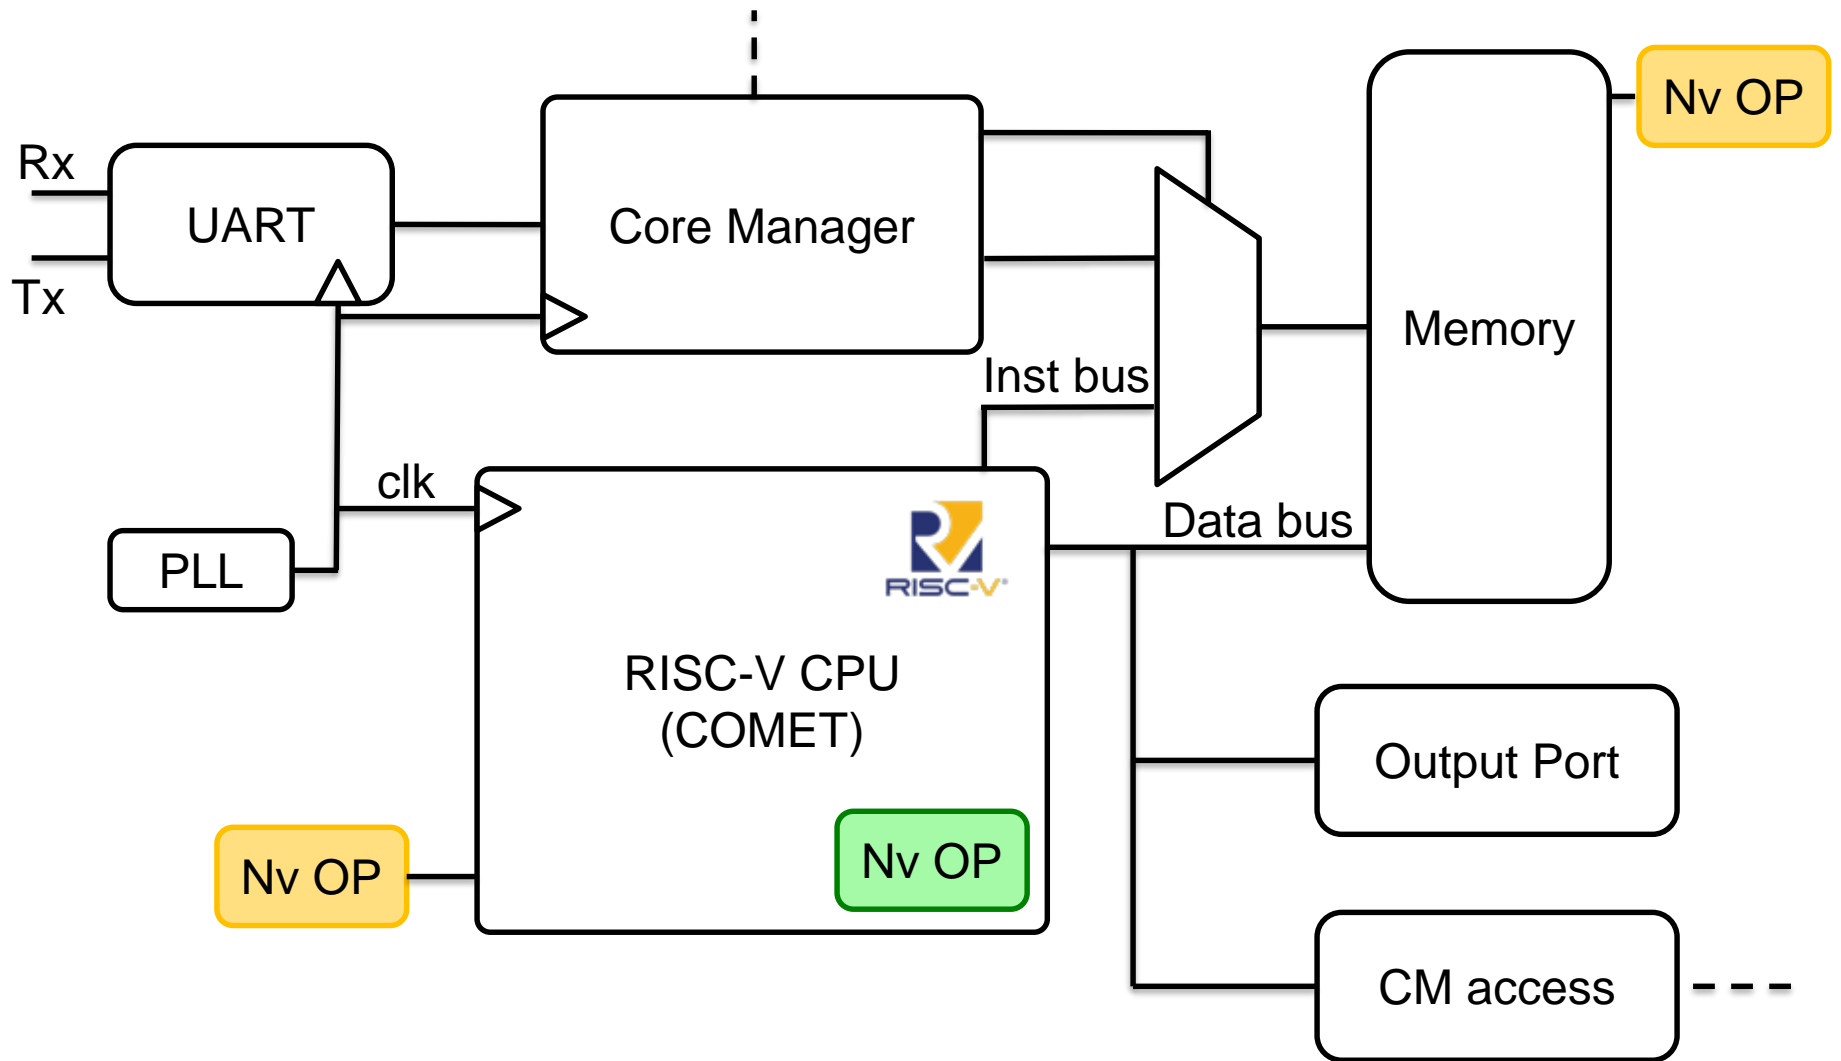 Nv OP
Rx
UART
Core Manager
Tx
Memory
Inst bus
clk
Data bus
PLL
RISC-V®
RISC-V CPU
(COMET)
Output Port
Nv OP
Nv OP
CM access